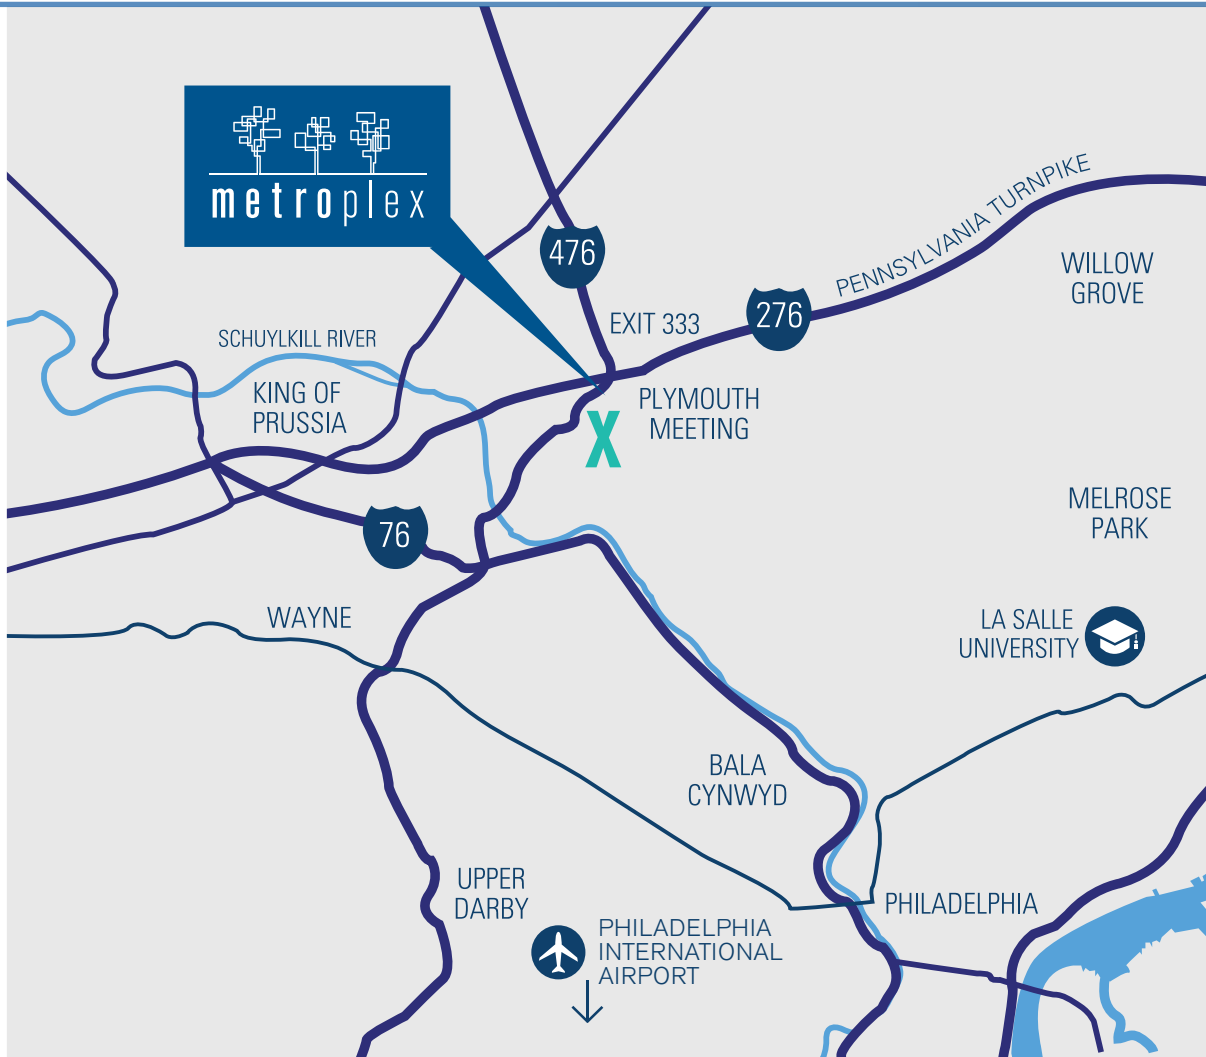 metroplex
476
PENNSYLVANIA TURNPIKE
WILLOW
GROVE
276
EXIT 333
SCHUYLKILL RIVER
KING OF
PRUSSIA
PLYMOUTH
MEETING
X
MELROSE
PARK
76
WAYNE
LA SALLE
UNIVERSITY
BALA
CYNWYD
UPPER
DARBY
PHILADELPHIA
PHILADELPHIA
INTERNATIONAL
AIRPORT